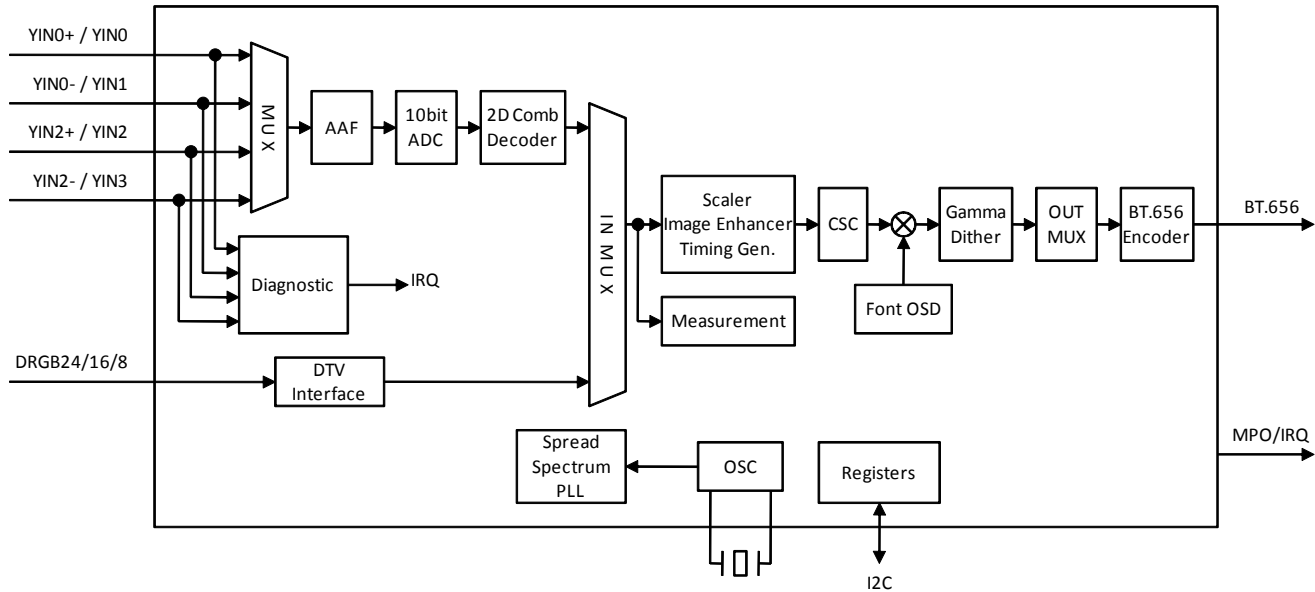 YIN0+ / YIN0
YIN0- / YIN1
YIN2+ / YIN2
YIN2- / YIN3
MUX
AAF
10bit
ADC
2D Comb
Decoder
Diagnostic
IRQ
DRGB24/16/8
DTV
Interface
IN MUX
Scaler
Image Enhancer
Timing Gen.
Measurement
CSC
Font OSD
Gamma
Dither
OUT
MUX
BT.656
Encoder
BT.656
Spread
Spectrum
PLL
OSC
Registers
I2C
MPO/IRQ